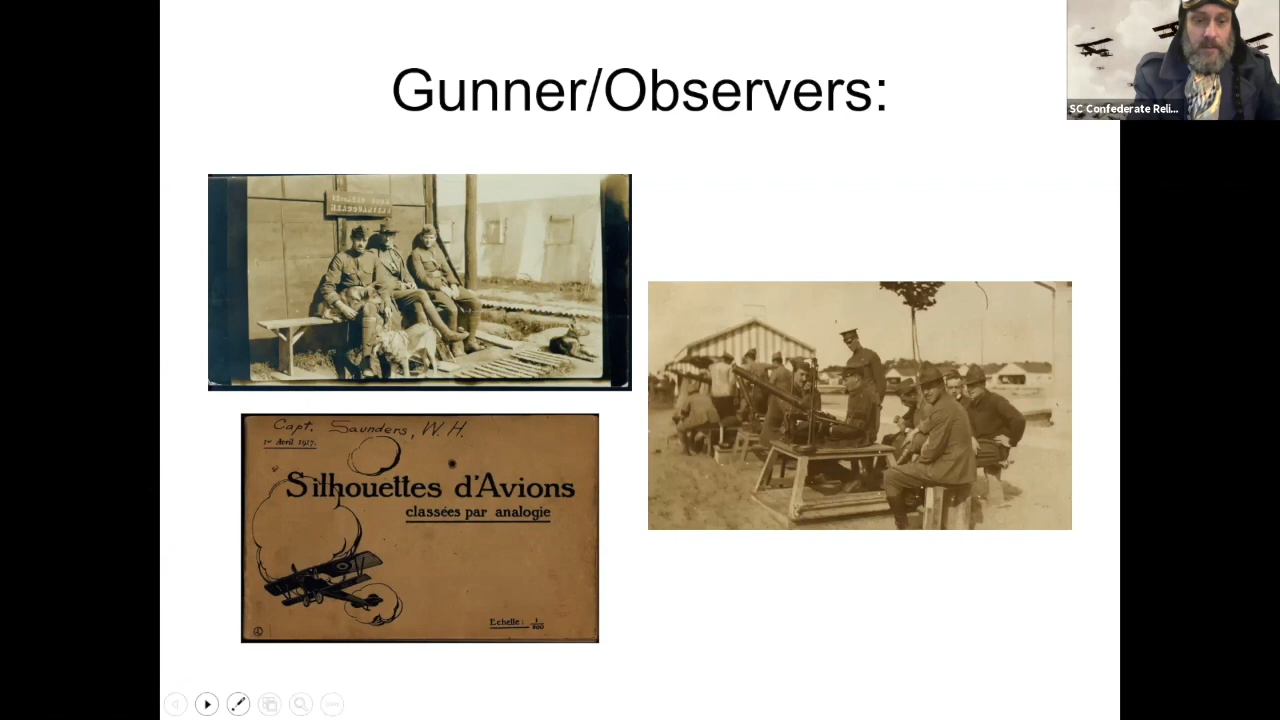 Gunner/Observers:
SC Confederate Reli...
Capt. Saunders, W. H.
1er Avril 1917.
Silhouettes d'Avions
classées par analogie
Echelle: